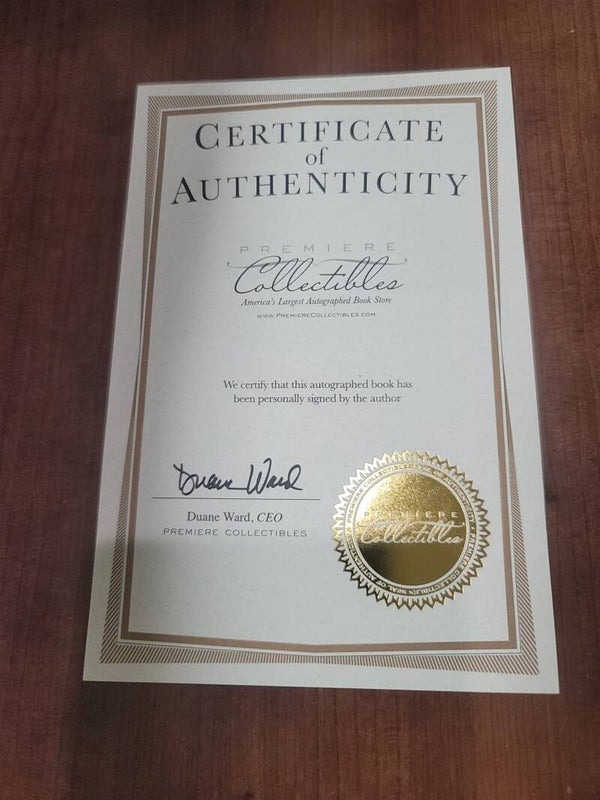 CERTIFICATE
of
AUTHENTICITY
PREMIERE
Collectibles
America's Largest Autographed Book Store
WWW.PREMIERECOLLECTIBLES.COM
We certify that this autographed book has
been personally signed by the author
Duane Ward
Duane Ward, CEO
PREMIERE COLLECTIBLES
PREMIERE
Collectibles